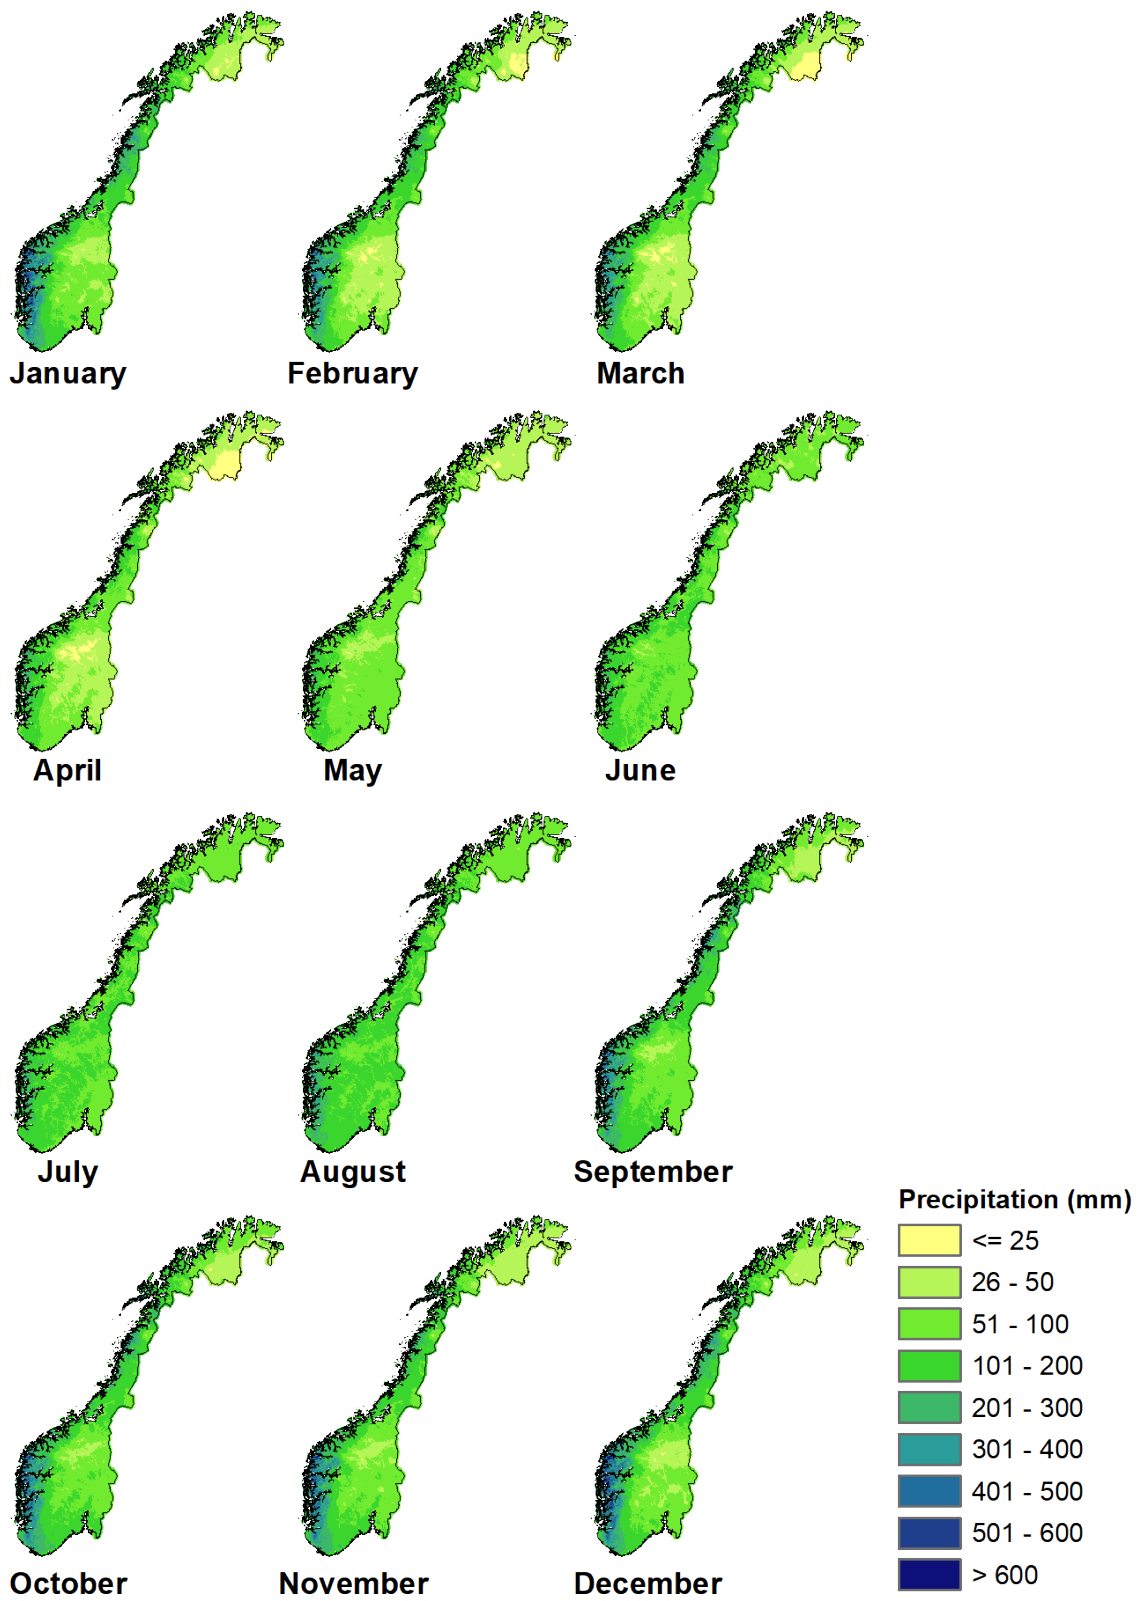 January
February
March
April
May
June
July
August
September
Precipitation (mm)
<= 25
26 - 50
51 - 100
101 - 200
201 - 300
301 - 400
401 - 500
501 - 600
> 600
October
November
December